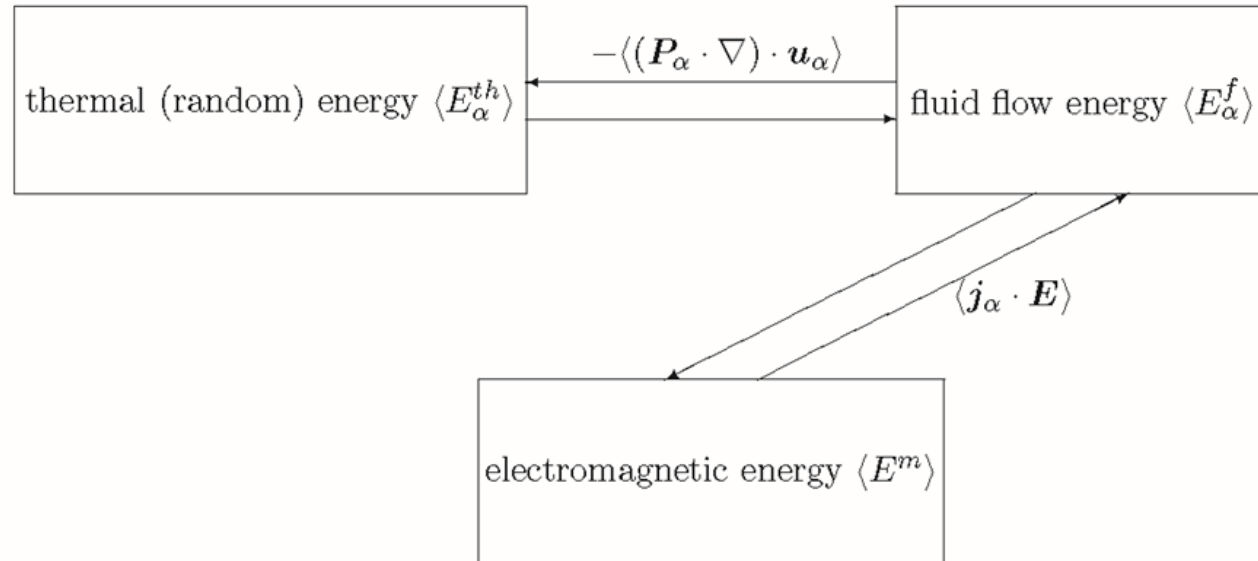 −⟨(𝑷_α · ∇) · 𝒖_α⟩
thermal (random) energy ⟨E_α^{th}⟩
fluid flow energy ⟨E_α^f⟩
⟨𝒋_α · 𝑬⟩
electromagnetic energy ⟨E^m⟩